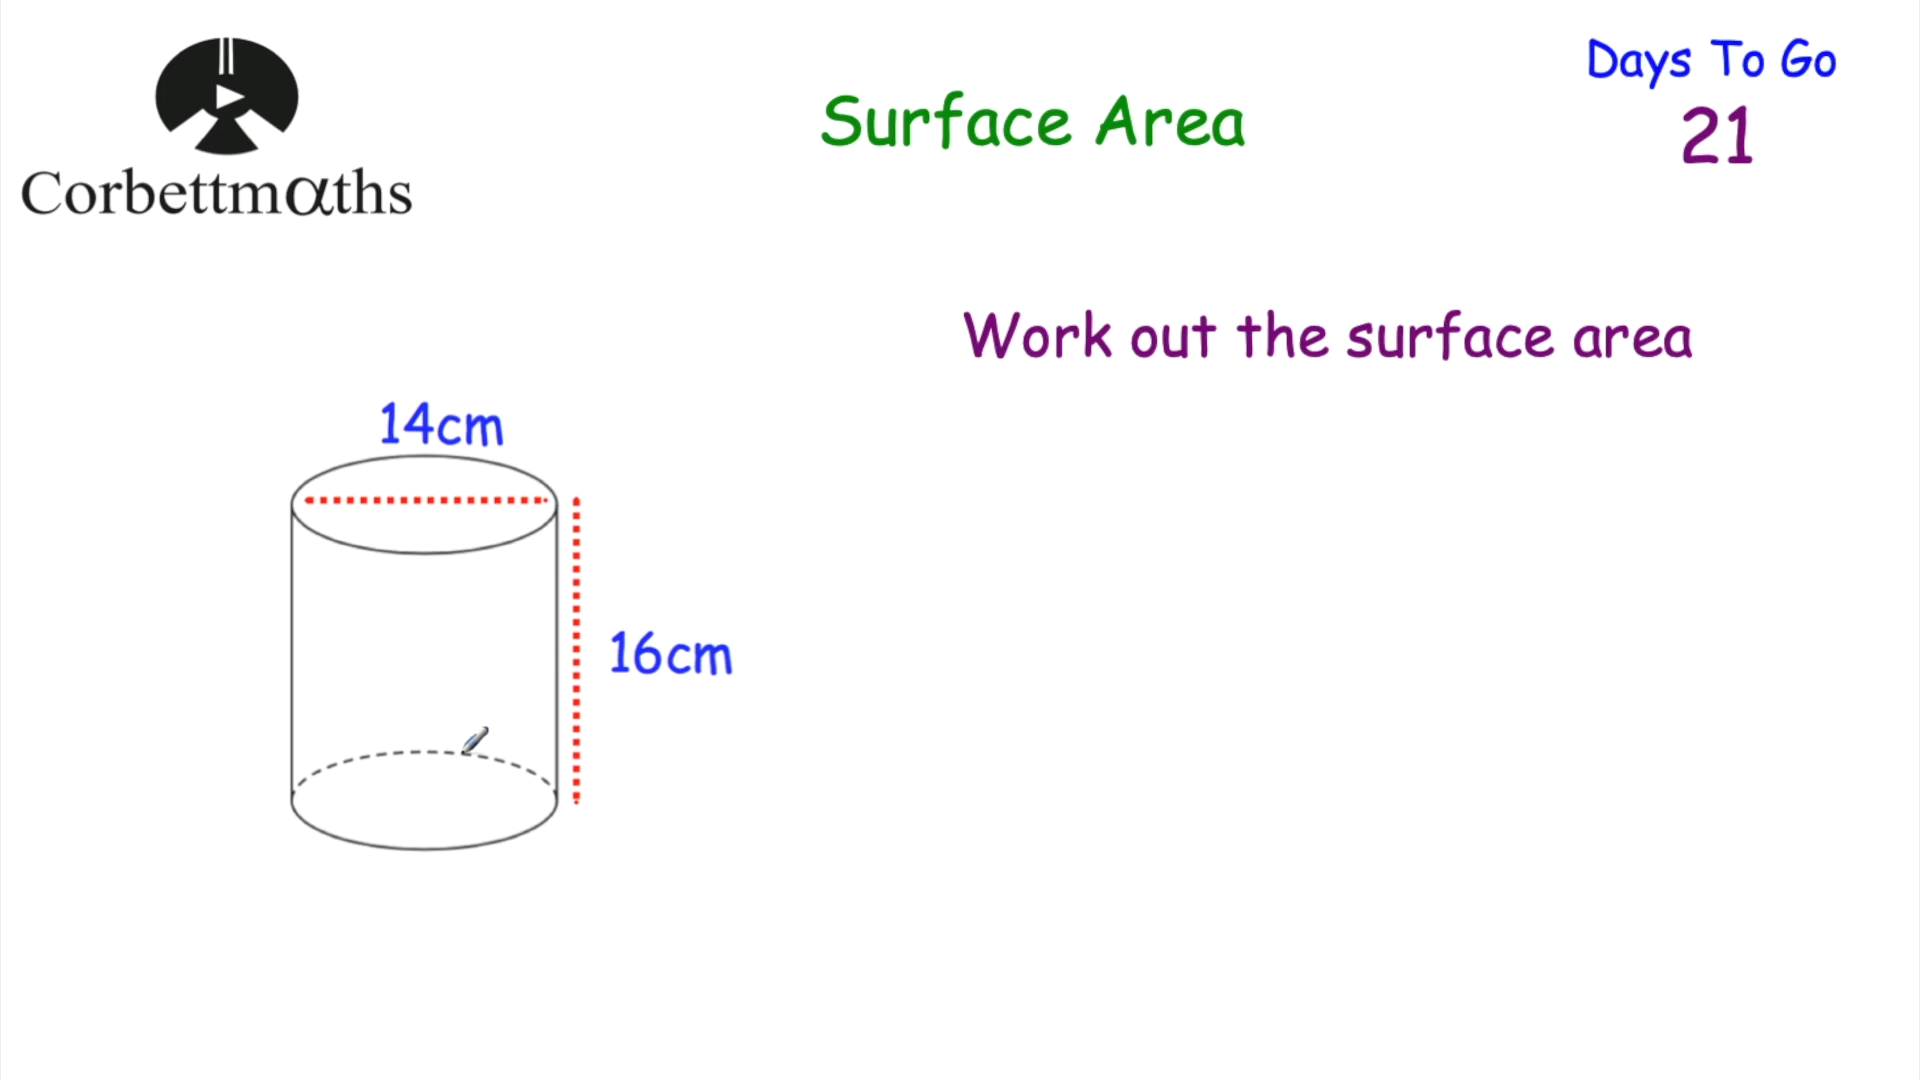 Corbettmαths
Surface Area
Days To Go
21
Work out the surface area
14cm
16cm